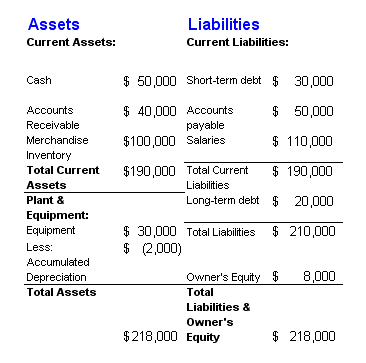 Assets Liabilities
Current Assets: Current Liabilities:
Cash $ 50,000 Short-term debt $ 30,000
Accounts $ 40,000 Accounts $ 50,000
Receivable payable
Merchandise $100,000 Salaries $ 110,000
Inventory
Total Current $190,000 Total Current $ 190,000
Assets Liabilities
Plant & Long-term debt $ 20,000
Equipment:
Equipment $ 30,000 Total Liabilities $ 210,000
Less: $ (2,000)
Accumulated
Depreciation Owner's Equity $ 8,000
Total Assets Total
Liabilities &
Owner's
$218,000 Equity $ 218,000